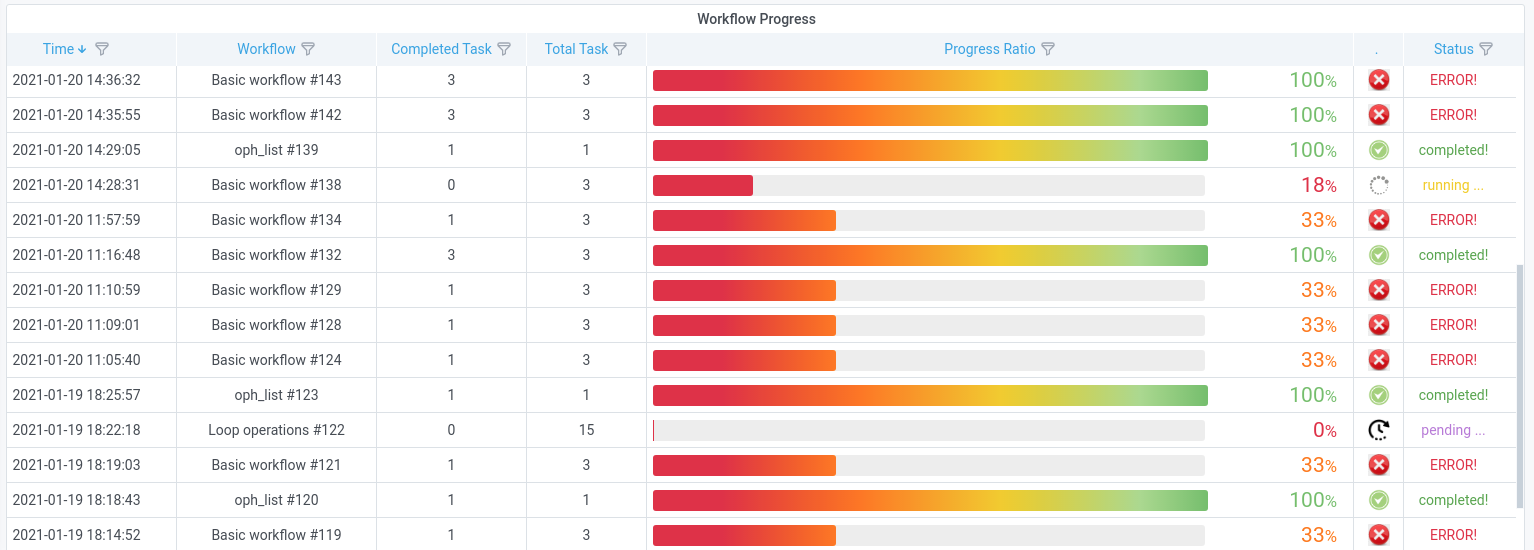 Workflow Progress
Time Workflow Completed Task Total Task Progress Ratio . Status
2021-01-20 14:36:32 Basic workflow #143 3 3 100% ERROR!
2021-01-20 14:35:55 Basic workflow #142 3 3 100% ERROR!
2021-01-20 14:29:05 oph_list #139 1 1 100% completed!
2021-01-20 14:28:31 Basic workflow #138 0 3 18% running ...
2021-01-20 11:57:59 Basic workflow #134 1 3 33% ERROR!
2021-01-20 11:16:48 Basic workflow #132 3 3 100% completed!
2021-01-20 11:10:59 Basic workflow #129 1 3 33% ERROR!
2021-01-20 11:09:01 Basic workflow #128 1 3 33% ERROR!
2021-01-20 11:05:40 Basic workflow #124 1 3 33% ERROR!
2021-01-19 18:25:57 oph_list #123 1 1 100% completed!
2021-01-19 18:22:18 Loop operations #122 0 15 0% pending ...
2021-01-19 18:19:03 Basic workflow #121 1 3 33% ERROR!
2021-01-19 18:18:43 oph_list #120 1 1 100% completed!
2021-01-19 18:14:52 Basic workflow #119 1 3 33% ERROR!